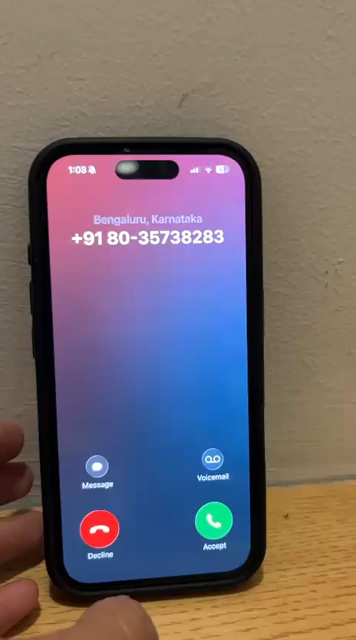 1:08
Bengaluru, Karnataka
+91 80-35738283
Message
Voicemail
Decline
Accept